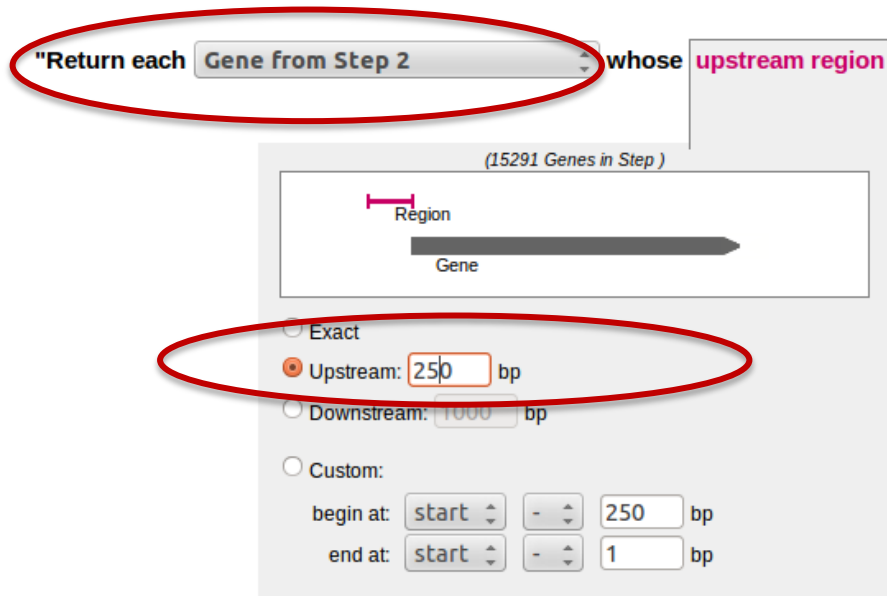 "Return each Gene from Step 2 whose upstream region
(15291 Genes in Step )
Region
Gene
Exact
Upstream: 250 bp
Downstream: 1000 bp
Custom:
begin at: start - 250 bp
end at: start - 1 bp